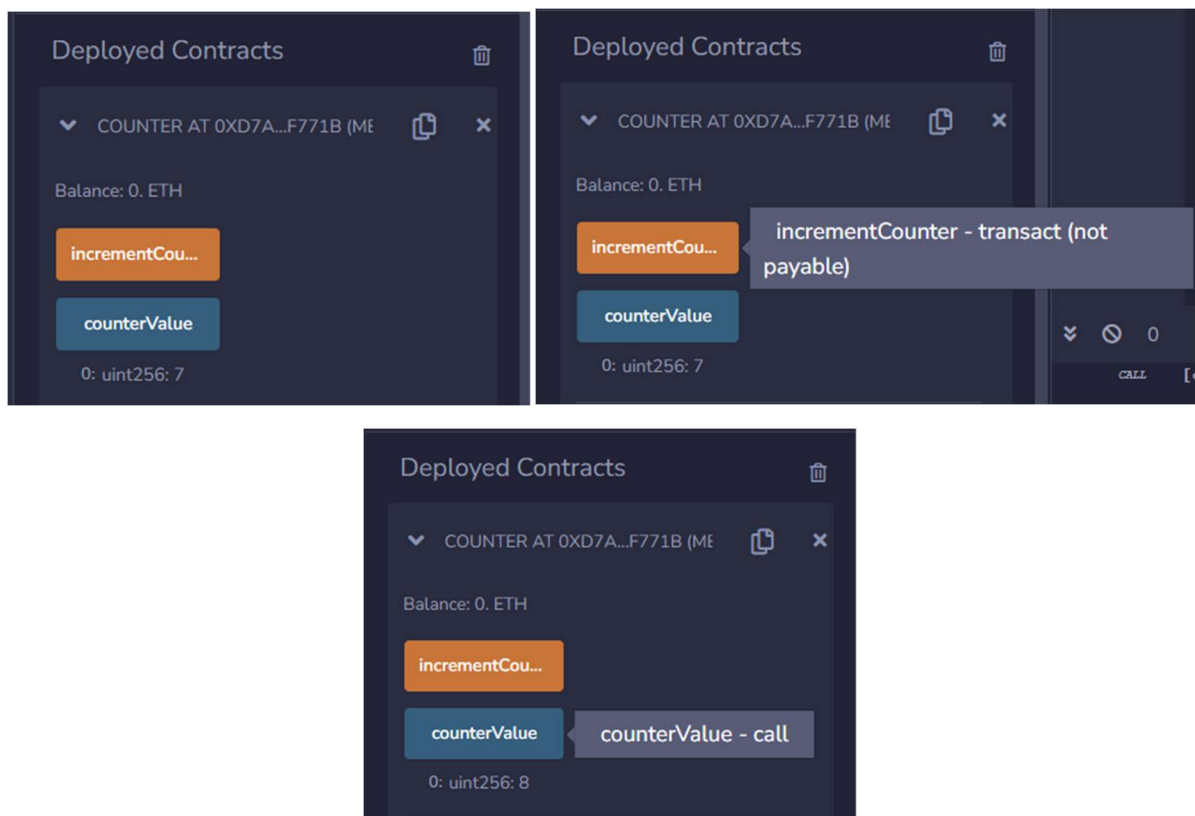 Deployed Contracts
COUNTER AT 0XD7A...F771B (ME
Balance: 0. ETH
incrementCou...
counterValue
0: uint256: 7
Deployed Contracts
COUNTER AT 0XD7A...F771B (ME
Balance: 0. ETH
incrementCou...
incrementCounter - transact (not
payable)
counterValue
0: uint256: 7
0
CALL
Deployed Contracts
COUNTER AT 0XD7A...F771B (ME
Balance: 0. ETH
incrementCou...
counterValue
counterValue - call
0: uint256: 8